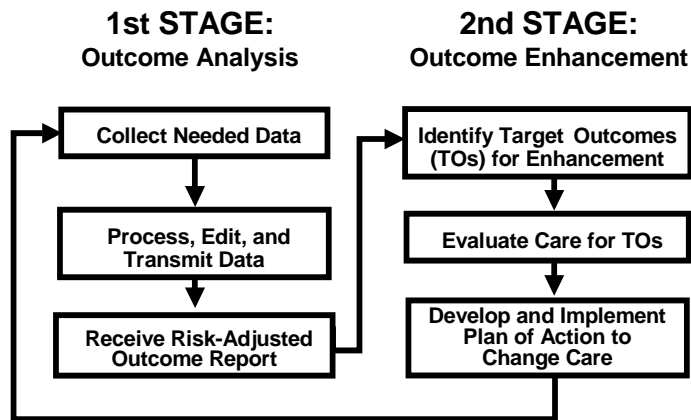 1st STAGE:
Outcome Analysis
Collect Needed Data
Process, Edit, and
Transmit Data
Receive Risk-Adjusted
Outcome Report
2nd STAGE:
Outcome Enhancement
Identify Target Outcomes
(TOs) for Enhancement
Evaluate Care for TOs
Develop and Implement
Plan of Action to
Change Care